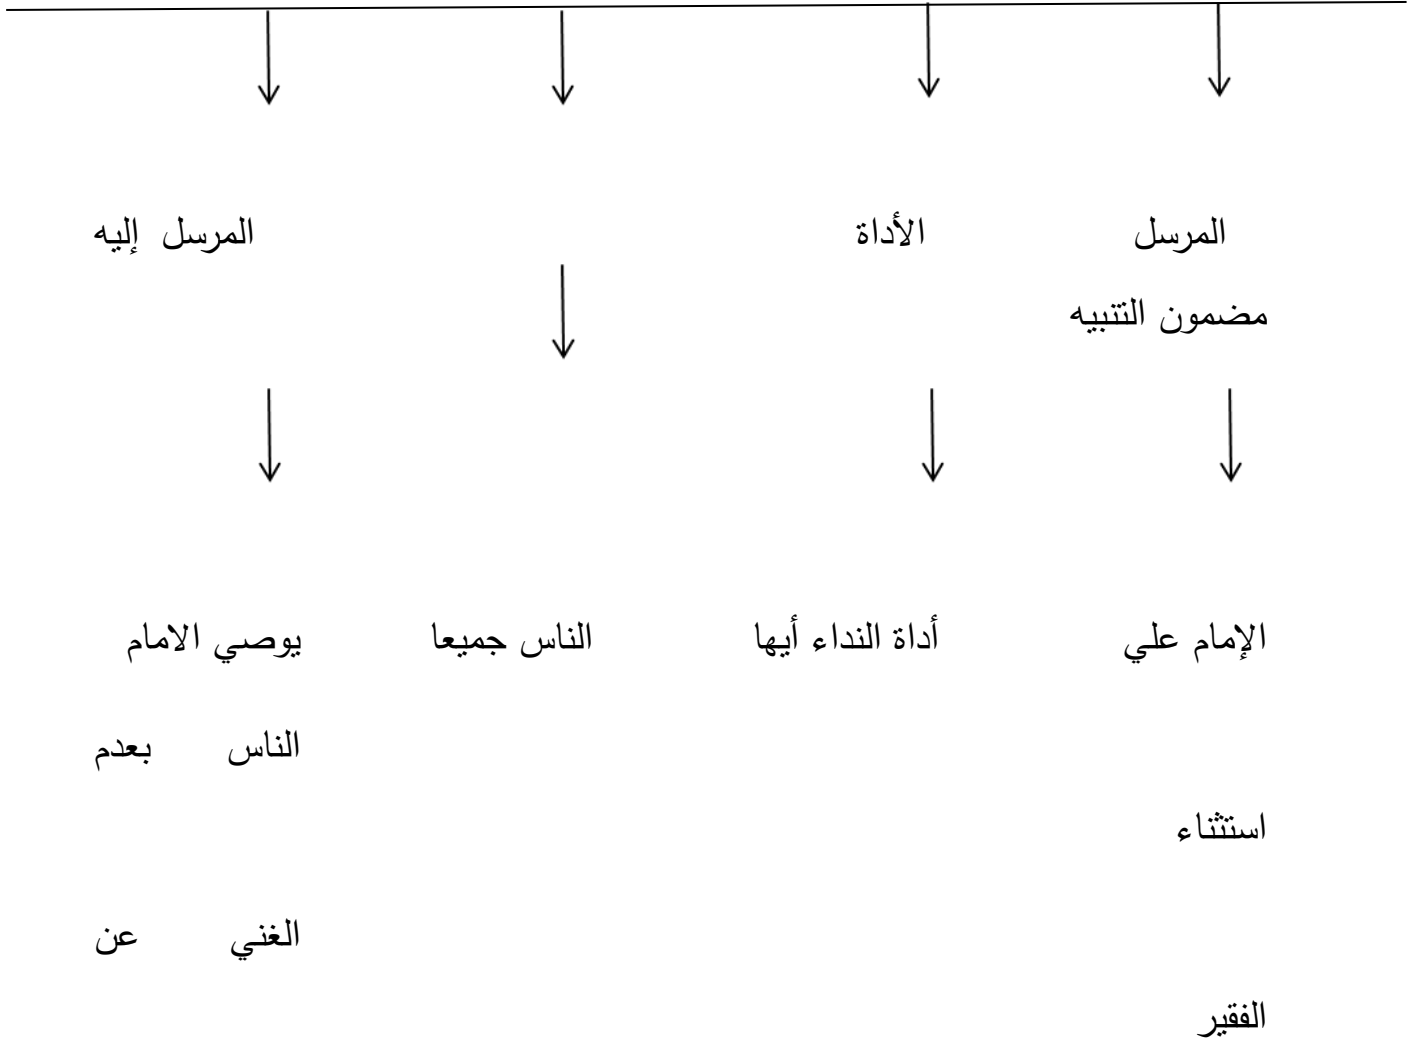 المرسل الأداة المرسل إليه
مضمون التنبيه
الإمام علي أداة النداء أيها الناس جميعا يوصي الامام
الناس بعدم
استثناء
الغني عن
الفقير